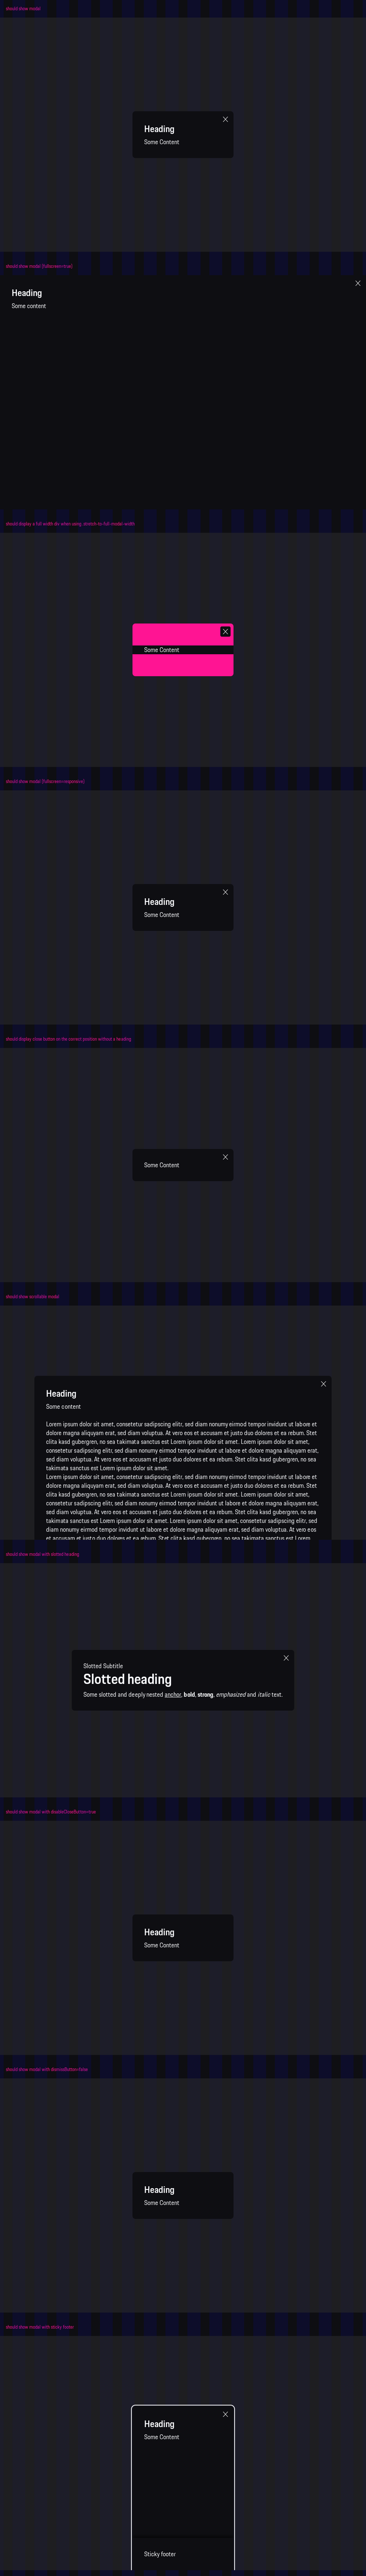 should show modal
Heading
Some Content
should show modal (fullscreen=true)
Heading
Some content
should display a full width div when using stretch-to-full-modal-width
Some Content
should show modal (fullscreen=responsive)
Heading
Some Content
should display close button on the correct position without a heading
Some Content
should show scrollable modal
Heading
Some content
Lorem ipsum dolor sit amet, consetetur sadipscing elitr, sed diam nonumy eirmod tempor invidunt ut labore et
dolore magna aliquyam erat, sed diam voluptua. At vero eos et accusam et justo duo dolores et ea rebum. Stet
clita kasd gubergren, no sea takimata sanctus est Lorem ipsum dolor sit amet. Lorem ipsum dolor sit amet,
consetetur sadipscing elitr, sed diam nonumy eirmod tempor invidunt ut labore et dolore magna aliquyam erat,
sed diam voluptua. At vero eos et accusam et justo duo dolores et ea rebum. Stet clita kasd gubergren, no sea
takimata sanctus est Lorem ipsum dolor sit amet.
Lorem ipsum dolor sit amet, consetetur sadipscing elitr, sed diam nonumy eirmod tempor invidunt ut labore et
dolore magna aliquyam erat, sed diam voluptua. At vero eos et accusam et justo duo dolores et ea rebum. Stet
clita kasd gubergren, no sea takimata sanctus est Lorem ipsum dolor sit amet. Lorem ipsum dolor sit amet,
consetetur sadipscing elitr, sed diam nonumy eirmod tempor invidunt ut labore et dolore magna aliquyam erat,
sed diam voluptua. At vero eos et accusam et justo duo dolores et ea rebum. Stet clita kasd gubergren, no sea
takimata sanctus est Lorem ipsum dolor sit amet. Lorem ipsum dolor sit amet, consetetur sadipscing elitr, sed
diam nonumy eirmod tempor invidunt ut labore et dolore magna aliquyam erat, sed diam voluptua. At vero eos
et accusam et justo duo dolores et ea rebum. Stet clita kasd gubergren, no sea takimata sanctus est Lorem
should show modal with slotted heading
Slotted Subtitle
Slotted heading
Some slotted and deeply nested anchor, bold, strong, emphasized and italic text.
should show modal with disableCloseButton=true
Heading
Some Content
should show modal with dismissButton=false
Heading
Some Content
should show modal with sticky footer
Heading
Some Content
Sticky footer